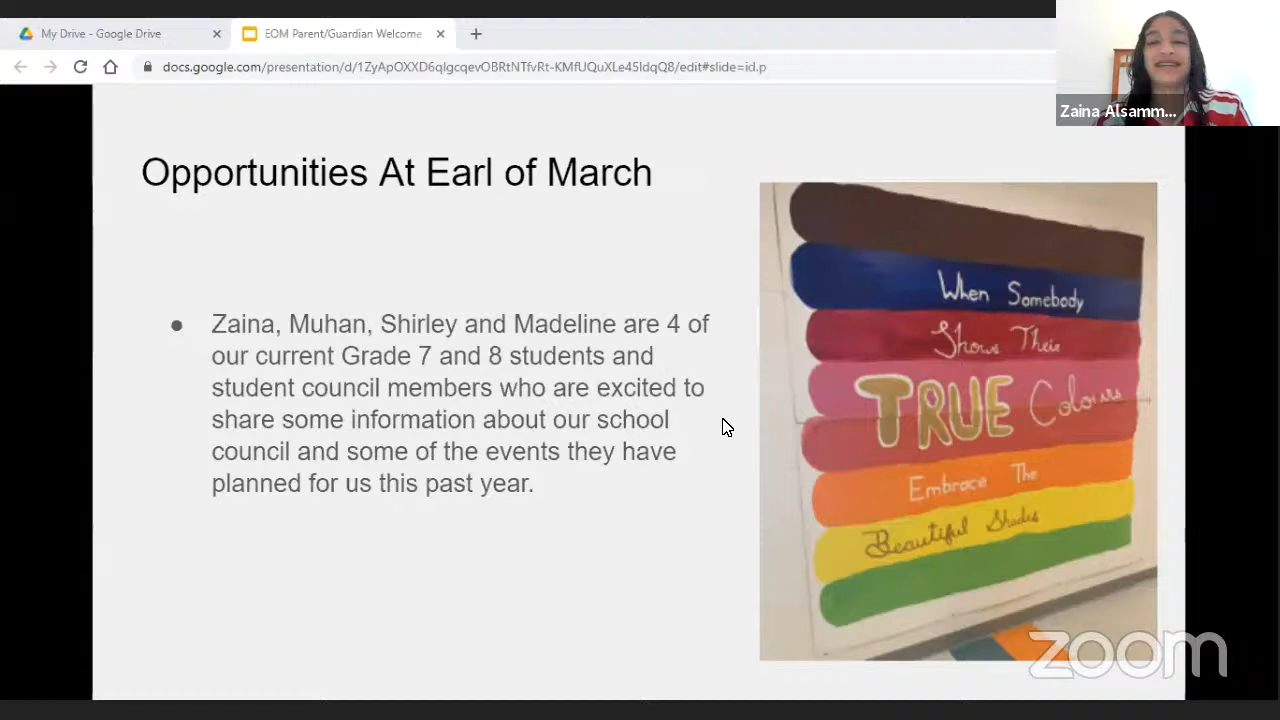 My Drive - Google Drive
EOM Parent/Guardian Welcome
docs.google.com/presentation/d/1ZyApOXXD6qlgcqevOBRtNTfvRt-KMfUQuXLe45ldqQ8/edit#slide=id.p
Zaina Alsamm...
Opportunities At Earl of March
● Zaina, Muhan, Shirley and Madeline are 4 of
our current Grade 7 and 8 students and
student council members who are excited to
share some information about our school
council and some of the events they have
planned for us this past year.
When Somebody
Shows Their
TRUE Colours
Embrace The
Beautiful Shades
zoom